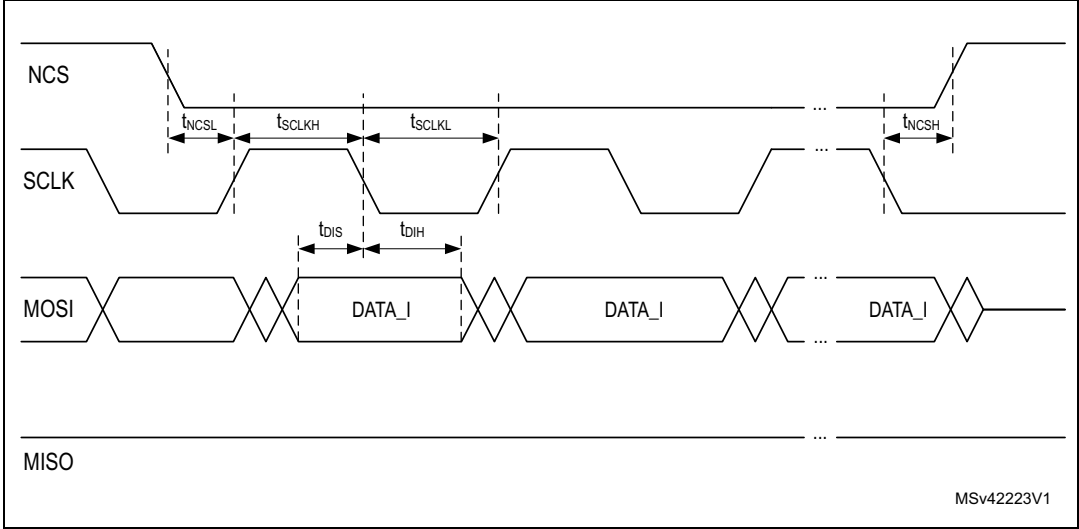 NCS
...
tNCSL
tSCLKH
tSCLKL
tNCSH
SCLK
...
tDIS
tDIH
...
MOSI
DATA_I
DATA_I
DATA_I
...
...
MISO
MSv42223V1